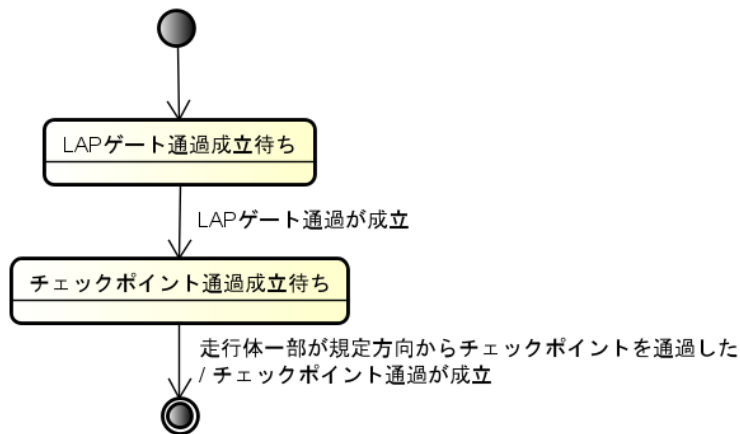 LAPゲート通過成立待ち
LAPゲート通過が成立
チェックポイント通過成立待ち
走行体一部が規定方向からチェックポイントを通過した
/ チェックポイント通過が成立